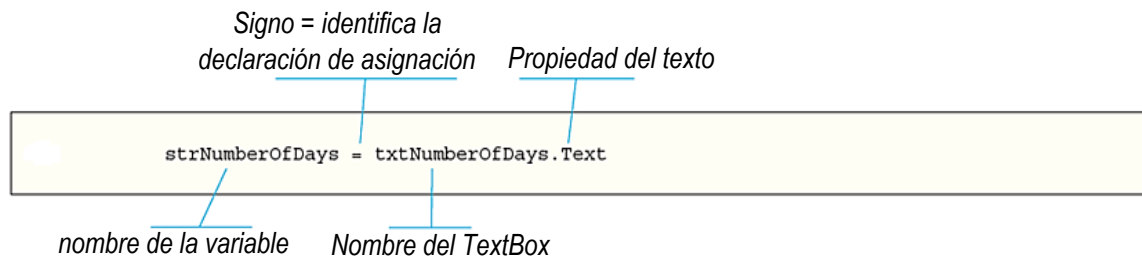 Signo = identifica la
declaración de asignación
Propiedad del texto
strNumberOfDays = txtNumberOfDays.Text
nombre de la variable
Nombre del TextBox